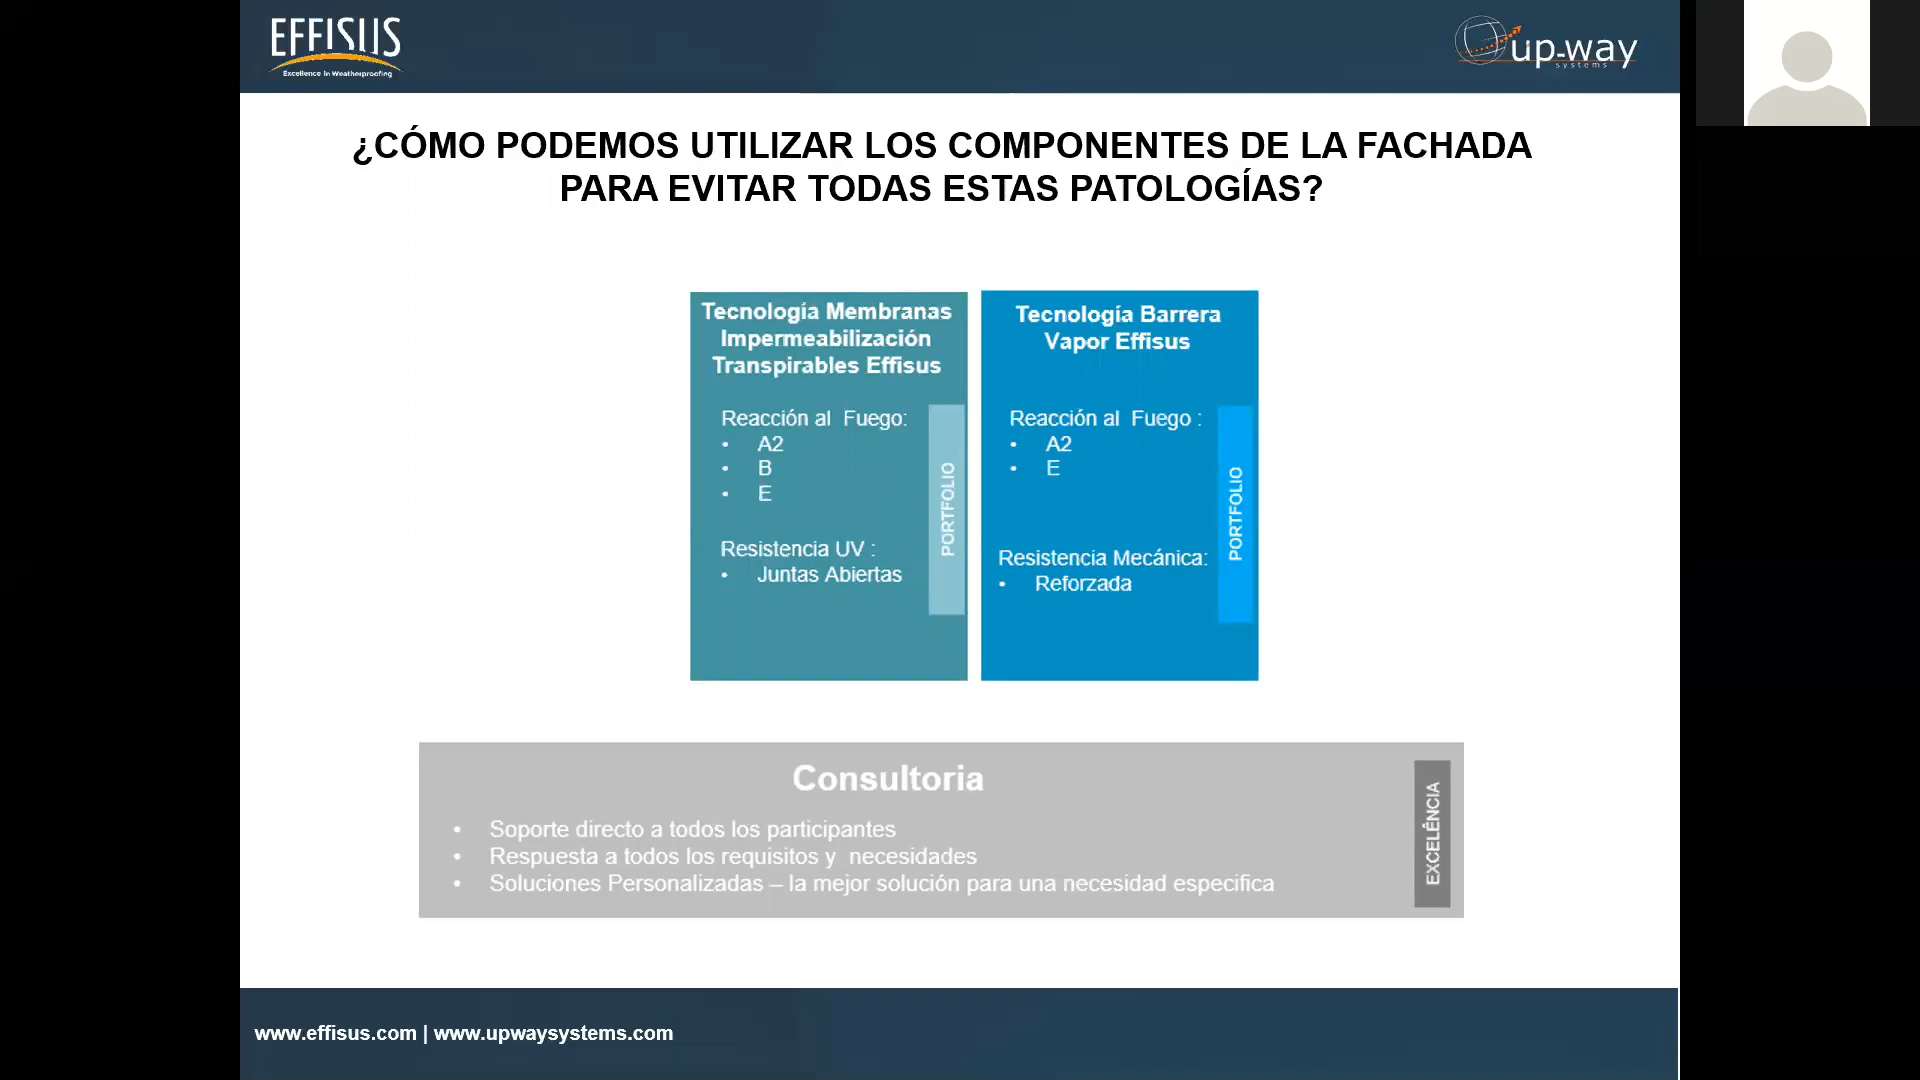 EFFISUS
Excellence in Weatherproofing
up-way
systems
¿CÓMO PODEMOS UTILIZAR LOS COMPONENTES DE LA FACHADA
PARA EVITAR TODAS ESTAS PATOLOGÍAS?
Tecnología Membranas
Impermeabilización
Transpirables Effisus
Reacción al Fuego:
• A2
• B
• E
Resistencia UV :
• Juntas Abiertas
PORTFOLIO
Tecnología Barrera
Vapor Effisus
Reacción al Fuego :
• A2
• E
Resistencia Mecánica:
• Reforzada
PORTFOLIO
Consultoria
• Soporte directo a todos los participantes
• Respuesta a todos los requisitos y necesidades
• Soluciones Personalizadas – la mejor solución para una necesidad especifica
EXCELÊNCIA
www.effisus.com | www.upwaysystems.com